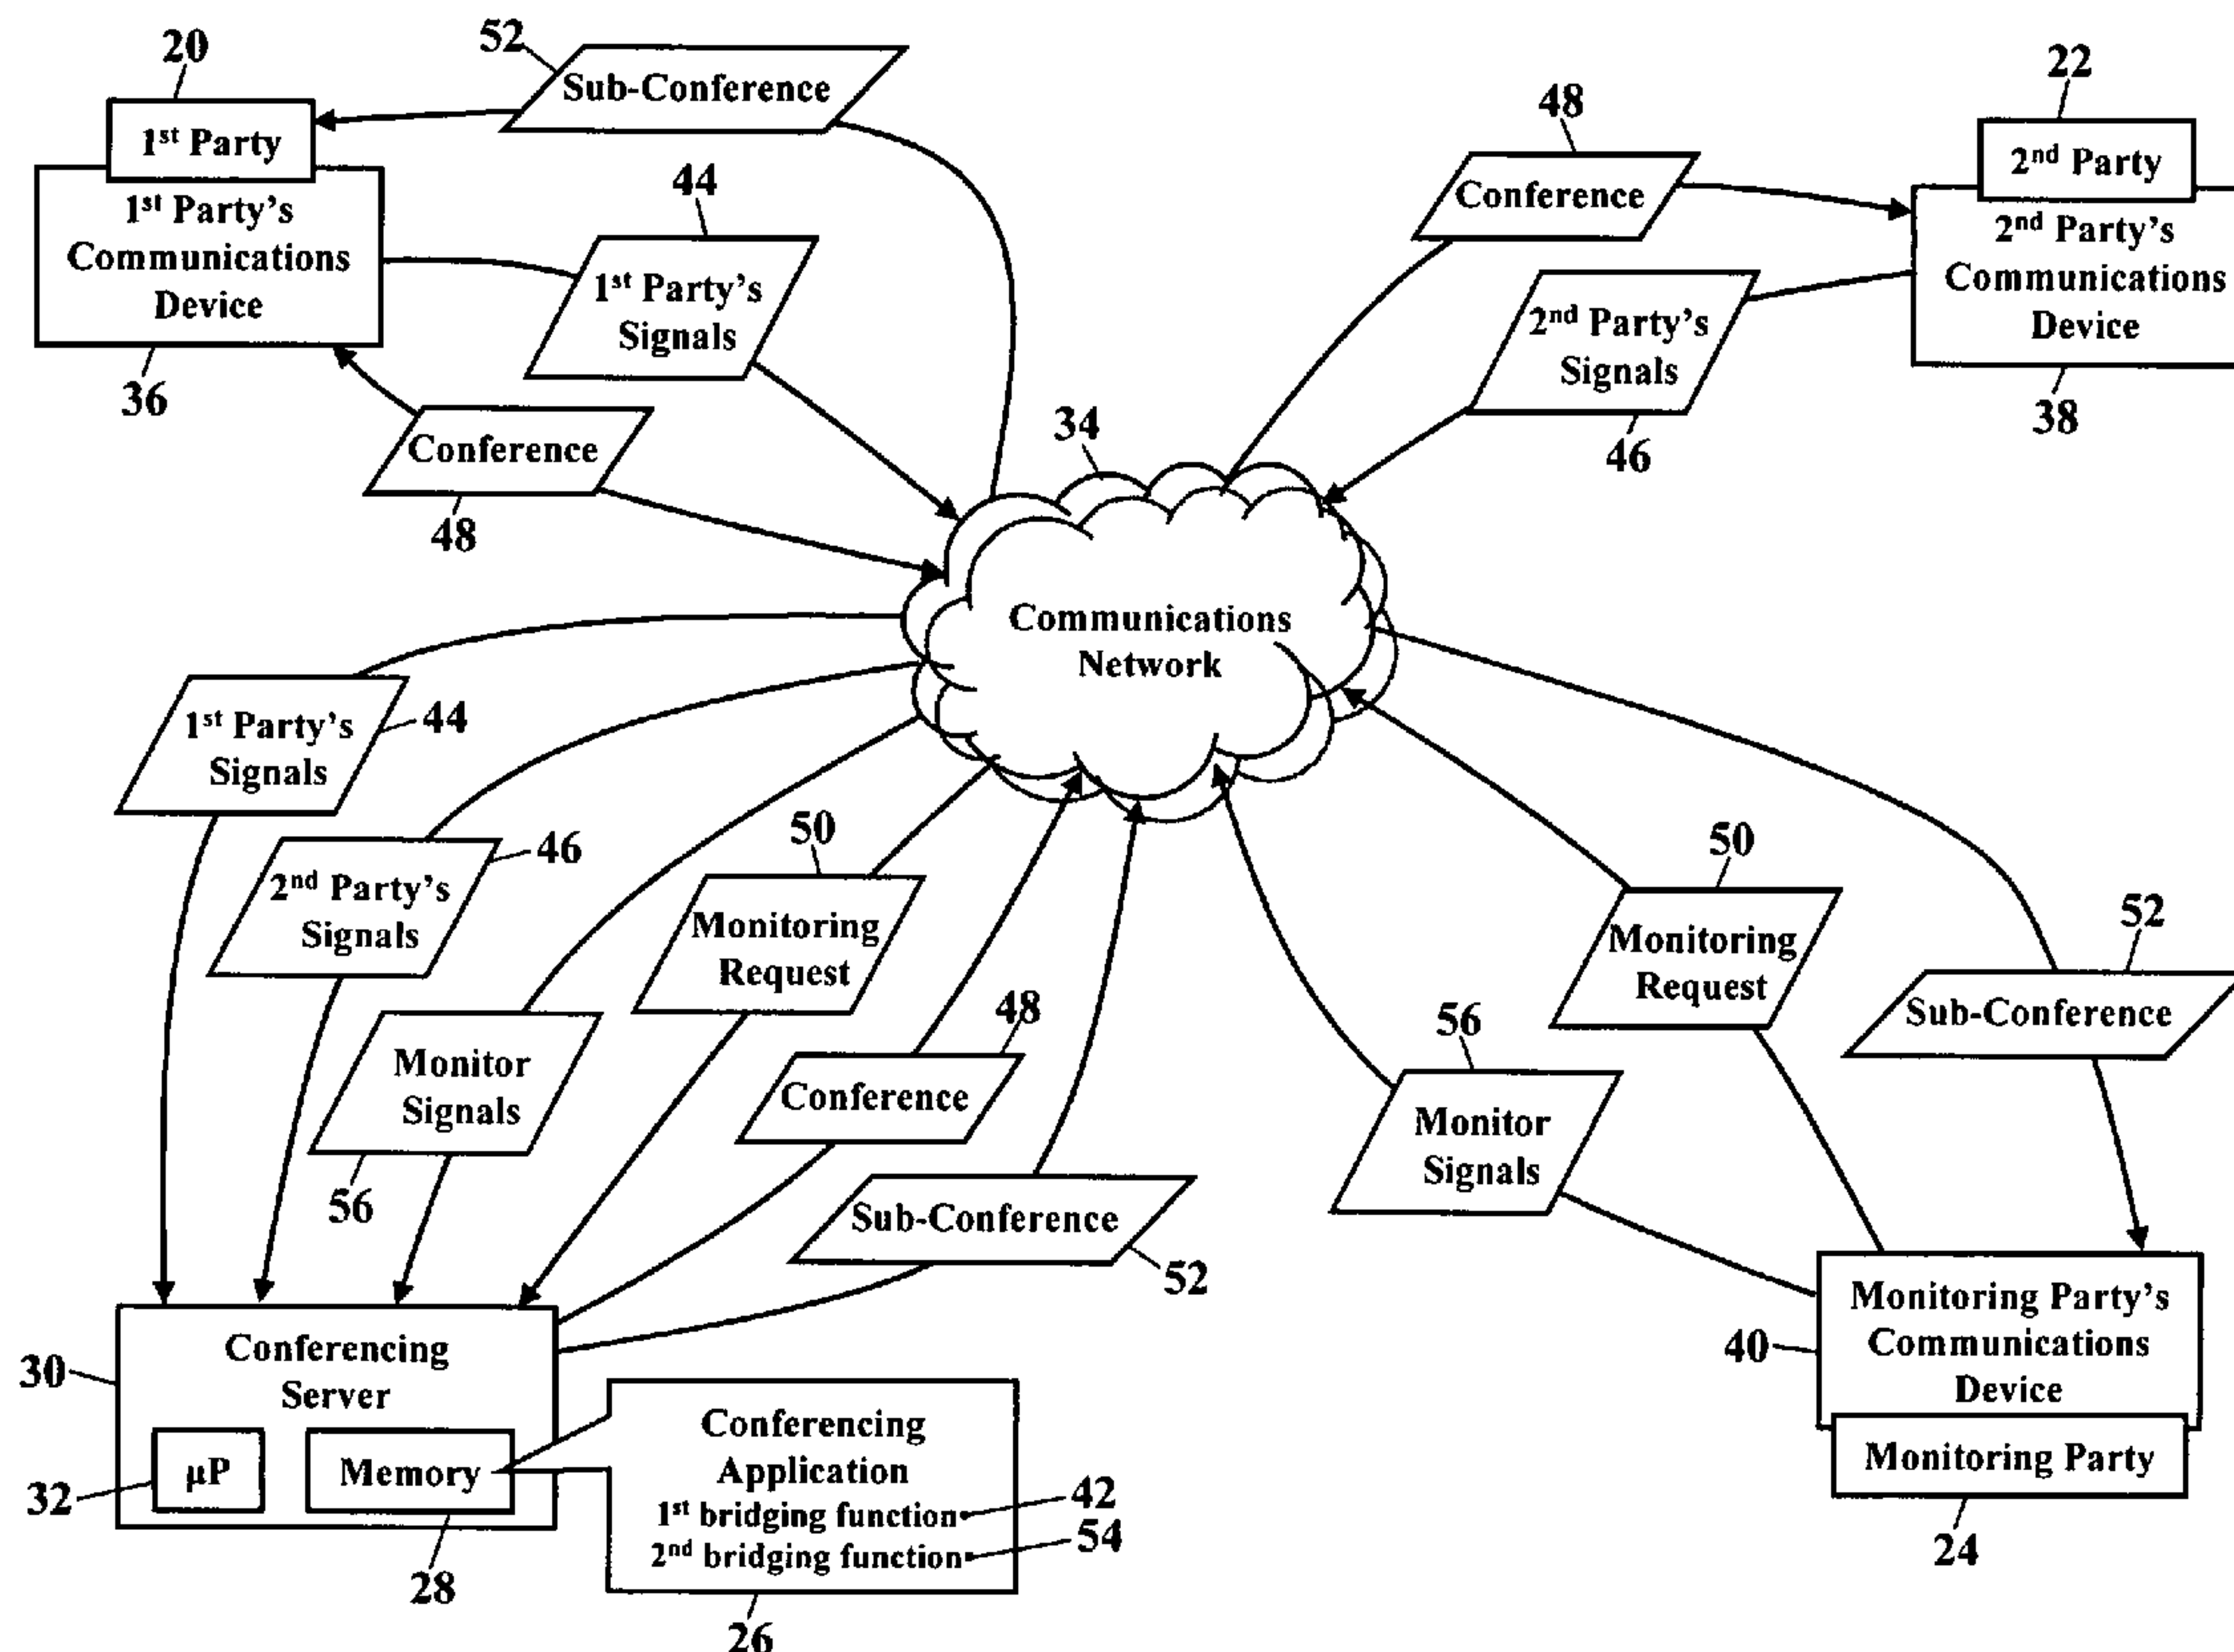 20
52
Sub-Conference
1st Party
1st Party's
Communications
Device
36
44
1st Party's
Signals
Conference
48
48
Conference
22
2nd Party
2nd Party's
Communications
Device
38
2nd Party's
Signals
46
34
Communications
Network
1st Party's
Signals
44
2nd Party's
Signals
46
Monitor
Signals
56
50
Monitoring
Request
48
Conference
Sub-Conference
52
50
Monitoring
Request
52
Sub-Conference
56
Monitor
Signals
30
Conferencing
Server
32
μP
Memory
28
Conferencing
Application
1st bridging function
42
2nd bridging function
54
26
40
Monitoring Party's
Communications
Device
Monitoring Party
24